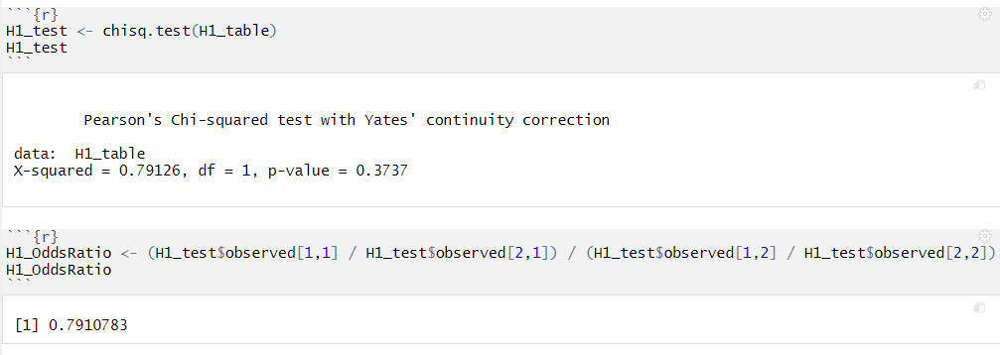 ```{r}
H1_test <- chisq.test(H1_table)
H1_test
```
Pearson's Chi-squared test with Yates' continuity correction
data:  H1_table
X-squared = 0.79126, df = 1, p-value = 0.3737
```{r}
H1_OddsRatio <- (H1_test$observed[1,1] / H1_test$observed[2,1]) / (H1_test$observed[1,2] / H1_test$observed[2,2])
H1_OddsRatio
```
[1] 0.7910783